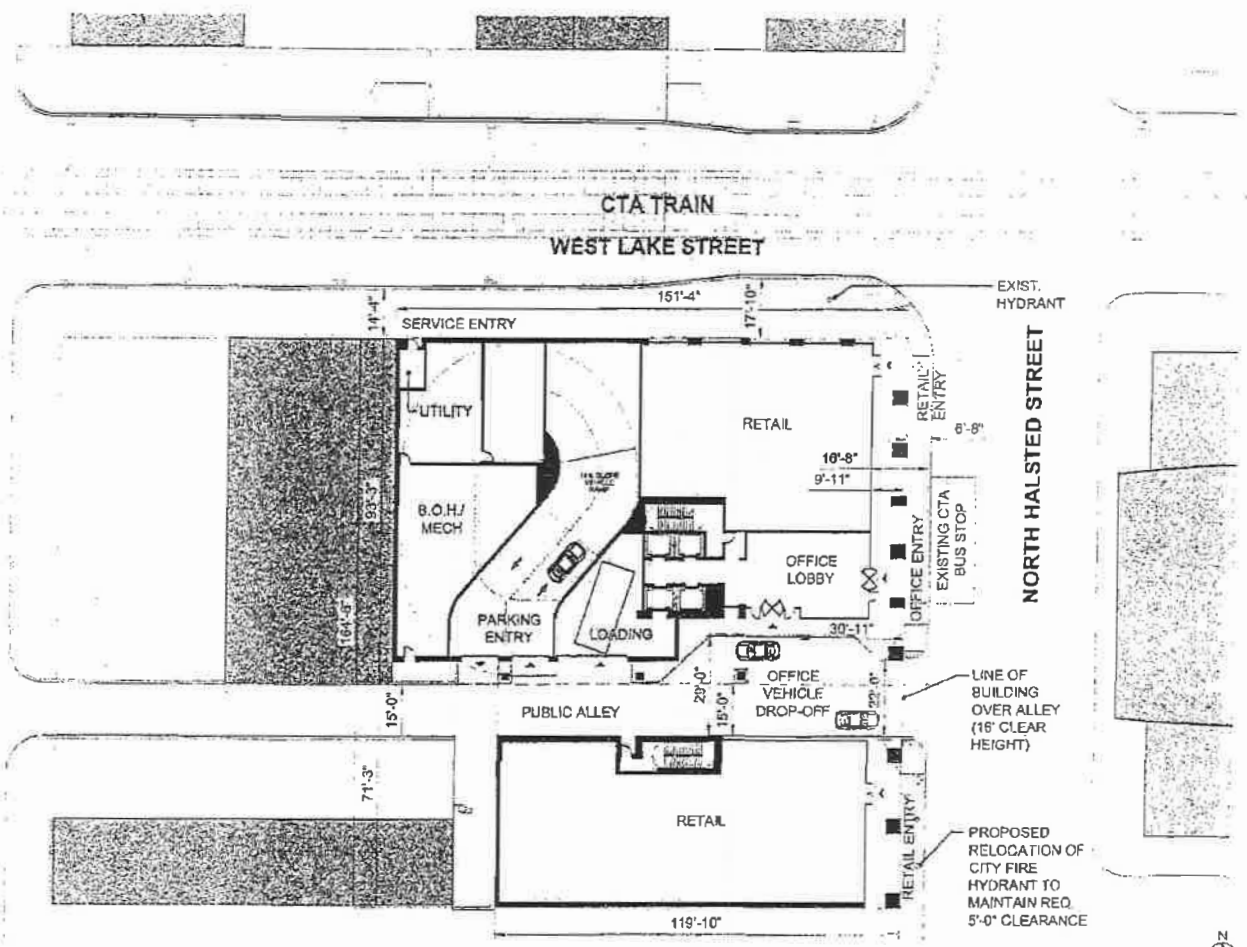 CTA TRAIN
WEST LAKE STREET
151'-4"
EXIST.
HYDRANT
14'-4"
17'-10"
SERVICE ENTRY
NORTH HALSTED STREET
RETAIL
ENTRY
UTILITY
RETAIL
6'-8"
16'-8"
9'-11"
93'-3"
B.O.H./
MECH
EXISTING CTA
BUS STOP
OFFICE ENTRY
OFFICE
LOBBY
PARKING
ENTRY
LOADING
30'-11"
OFFICE
VEHICLE
DROP-OFF
22'-0"
LINE OF
BUILDING
OVER ALLEY
(16' CLEAR
HEIGHT)
15'-0"
PUBLIC ALLEY
15'-0"
71'-3"
RETAIL
RETAIL ENTRY
PROPOSED
RELOCATION OF
CITY FIRE
HYDRANT TO
MAINTAIN REQ.
5'-0" CLEARANCE
119'-10"
N